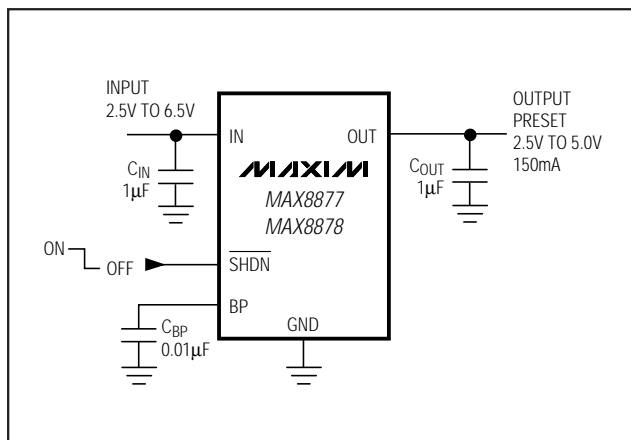 INPUT
2.5V TO 6.5V
IN
CIN
1μF
MAXIM
MAX8877
MAX8878
OUT
OUTPUT
PRESET
2.5V TO 5.0V
150mA
COUT
1μF
ON
OFF
SHDN
BP
CBP
0.01μF
GND